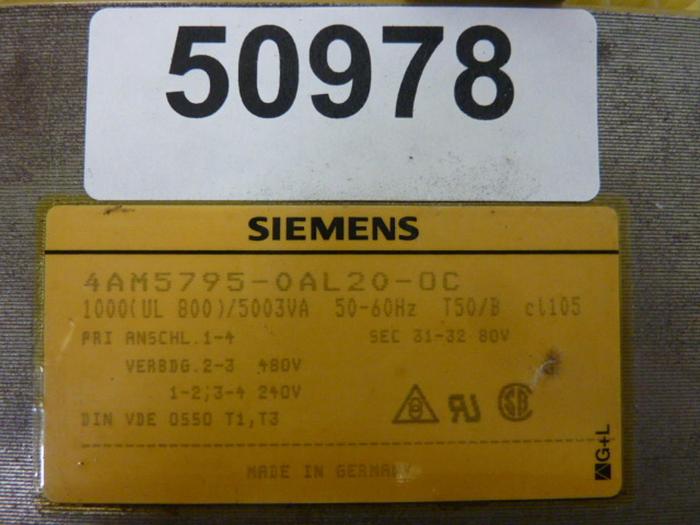 50978
SIEMENS
4AM5795-0AL20-0C
1000(UL 800)/5003VA 50-60Hz T50/B cl105
PRI ANSCHL.1-4 SEC 31-32 80V
VERBDG.2-3 480V
1-2;3-4 240V
DIN VDE 0550 T1,T3
MADE IN GERMANY
G+L